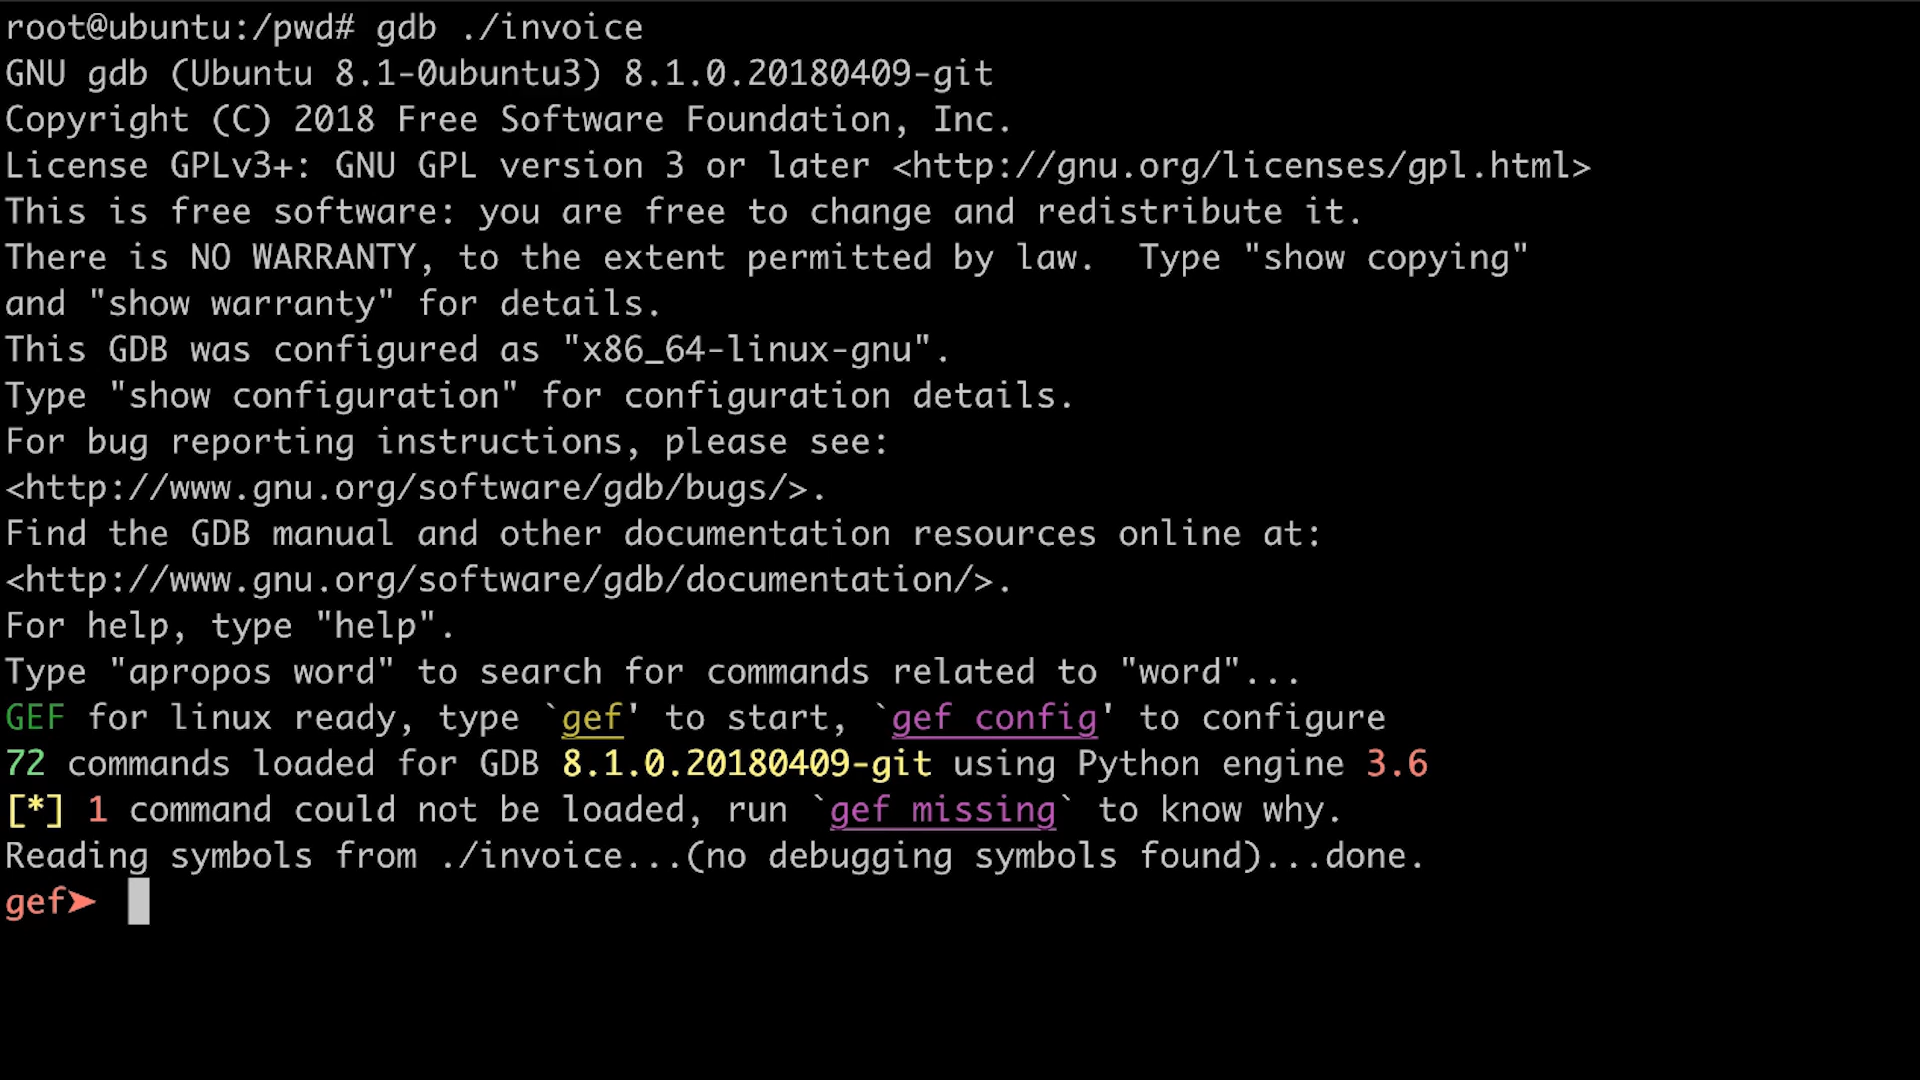 root@ubuntu:/pwd# gdb ./invoice
GNU gdb (Ubuntu 8.1-0ubuntu3) 8.1.0.20180409-git
Copyright (C) 2018 Free Software Foundation, Inc.
License GPLv3+: GNU GPL version 3 or later <http://gnu.org/licenses/gpl.html>
This is free software: you are free to change and redistribute it.
There is NO WARRANTY, to the extent permitted by law.  Type "show copying"
and "show warranty" for details.
This GDB was configured as "x86_64-linux-gnu".
Type "show configuration" for configuration details.
For bug reporting instructions, please see:
<http://www.gnu.org/software/gdb/bugs/>.
Find the GDB manual and other documentation resources online at:
<http://www.gnu.org/software/gdb/documentation/>.
For help, type "help".
Type "apropos word" to search for commands related to "word"...
GEF for linux ready, type `gef' to start, `gef config' to configure
72 commands loaded for GDB 8.1.0.20180409-git using Python engine 3.6
[*] 1 command could not be loaded, run `gef missing` to know why.
Reading symbols from ./invoice...(no debugging symbols found)...done.
gef➤